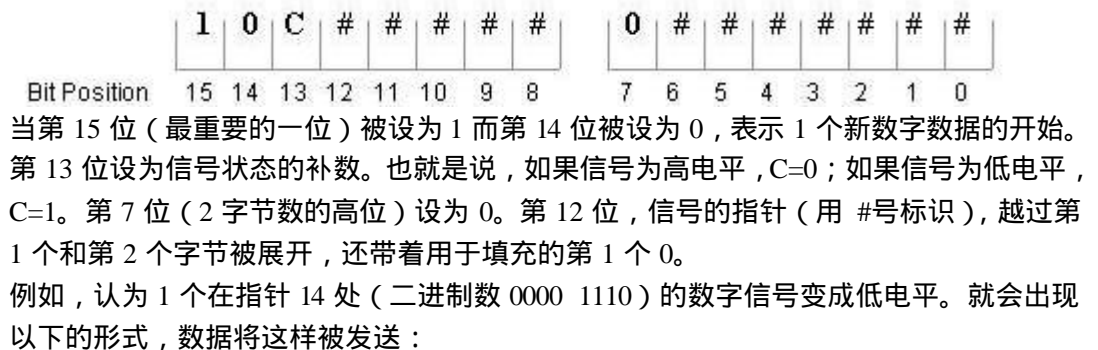 1 0 C # # # # # 0 # # # # # # #
Bit Position 15 14 13 12 11 10 9 8 7 6 5 4 3 2 1 0
当第 15 位（最重要的一位）被设为 1 而第 14 位被设为 0，表示 1 个新数字数据的开始。
第 13 位设为信号状态的补数。也就是说，如果信号为高电平，C=0；如果信号为低电平，
C=1。第 7 位（2 字节数的高位）设为 0。第 12 位，信号的指针（用 #号标识），越过第
1 个和第 2 个字节被展开，还带着用于填充的第 1 个 0。
例如，认为 1 个在指针 14 处（二进制数 0000 1110）的数字信号变成低电平。就会出现
以下的形式，数据将这样被发送：